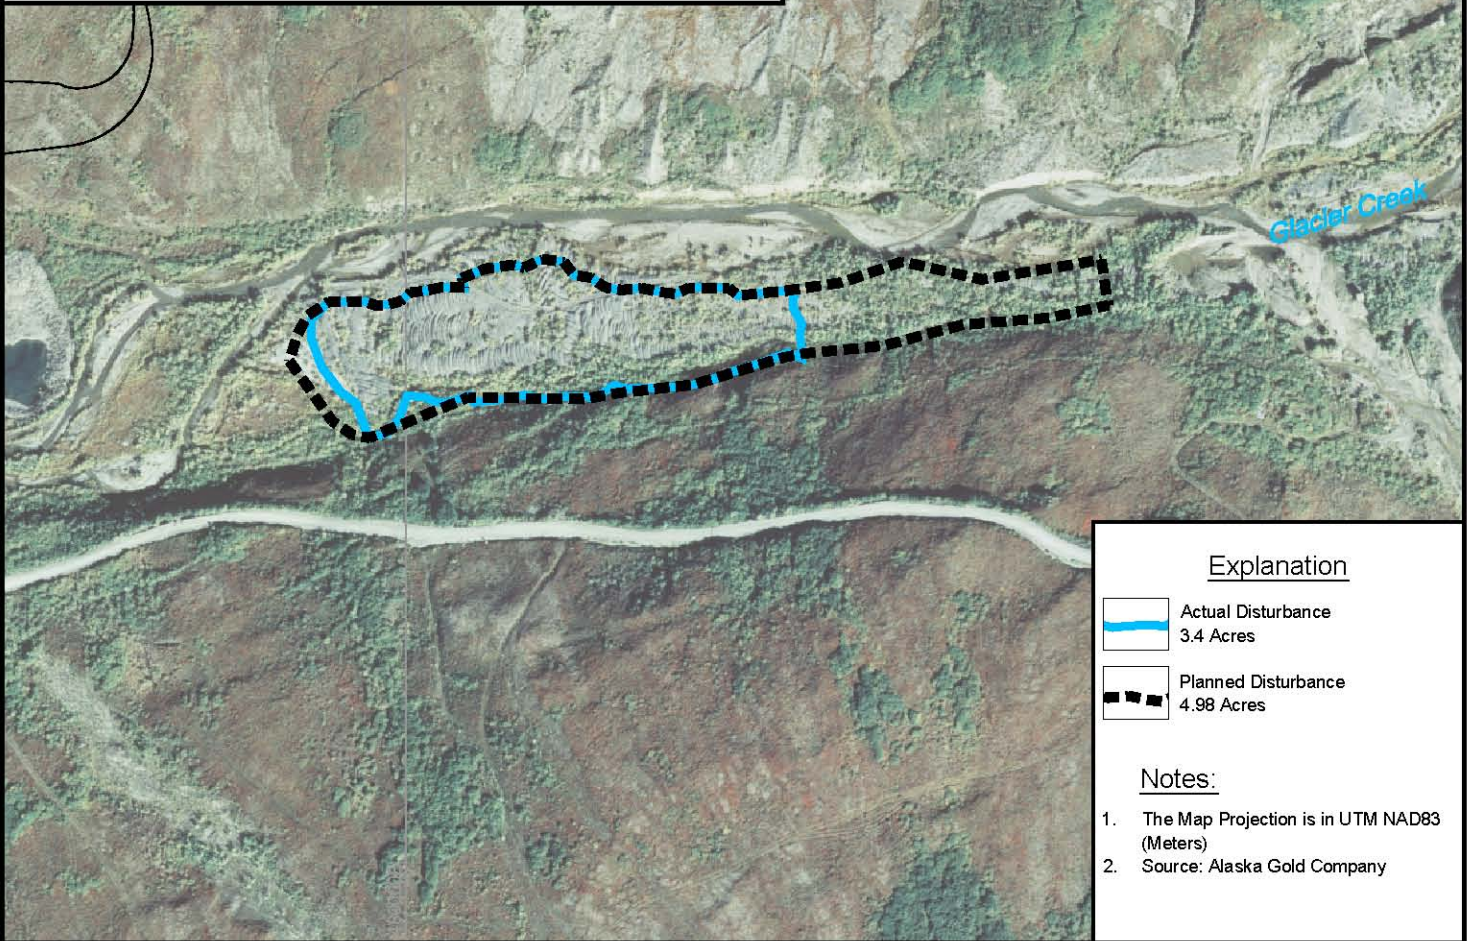 Glacier Creek
Explanation
Actual Disturbance
3.4 Acres
Planned Disturbance
4.98 Acres
Notes:
1. The Map Projection is in UTM NAD83
(Meters)
2. Source: Alaska Gold Company